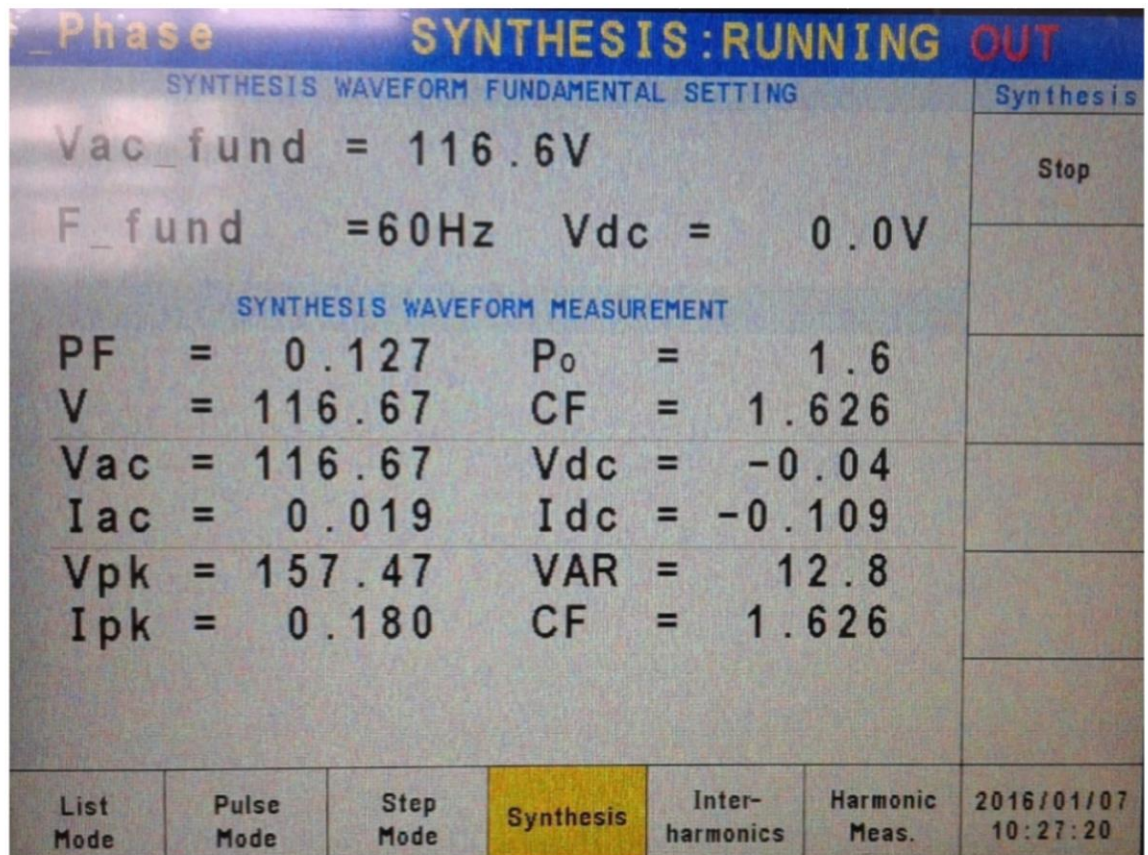 _Phase SYNTHESIS:RUNNING OUT
SYNTHESIS WAVEFORM FUNDAMENTAL SETTING
Synthesis
Vac_fund = 116.6V
Stop
F_fund =60Hz Vdc = 0.0V
SYNTHESIS WAVEFORM MEASUREMENT
PF = 0.127 Po = 1.6
V = 116.67 CF = 1.626
Vac = 116.67 Vdc = -0.04
Iac = 0.019 Idc = -0.109
Vpk = 157.47 VAR = 12.8
Ipk = 0.180 CF = 1.626
List Mode
Pulse Mode
Step Mode
Synthesis
Inter-
harmonics
Harmonic
Meas.
2016/01/07
10:27:20